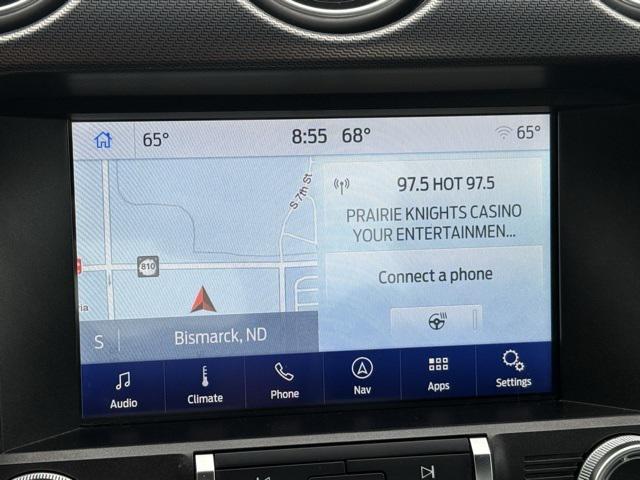 65°
8:55 68°
65°
S 7th St
97.5 HOT 97.5
PRAIRIE KNIGHTS CASINO
YOUR ENTERTAINMEN...
810
Connect a phone
ia
S
Bismarck, ND
Audio
Climate
Phone
Nav
Apps
Settings